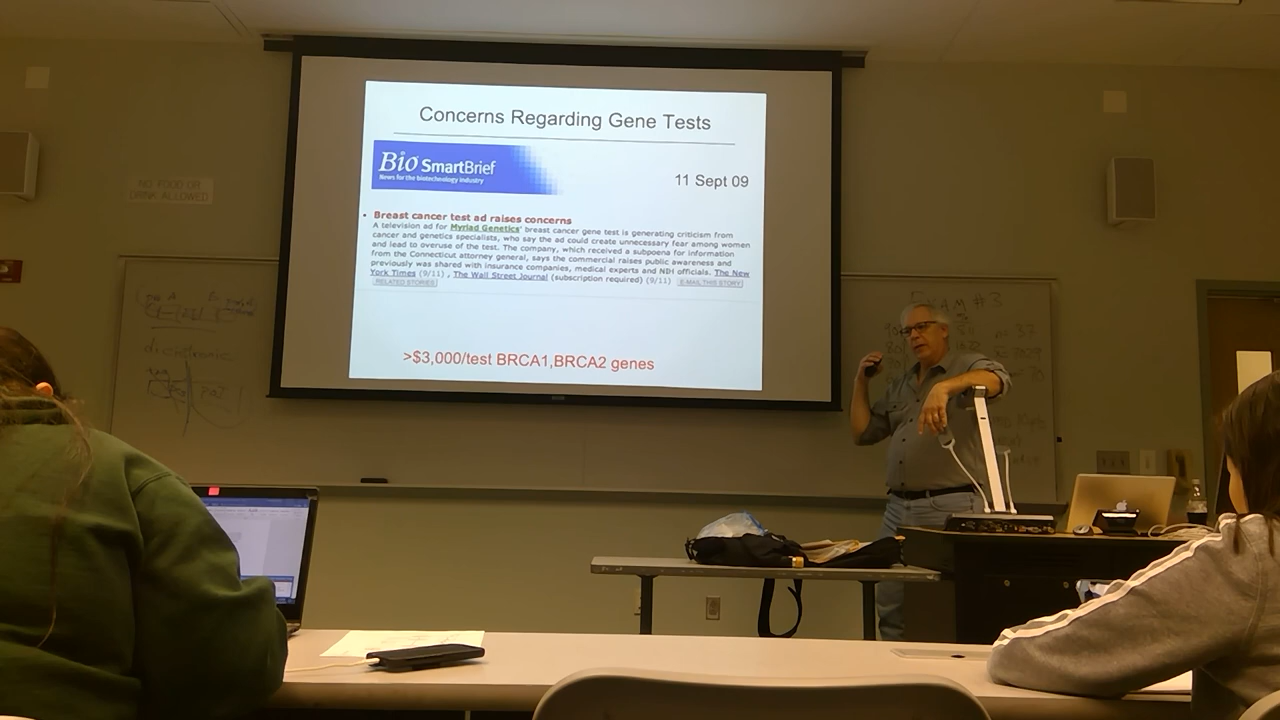 Concerns Regarding Gene Tests
Bio SmartBrief
News for the biotechnology industry
11 Sept 09
• Breast cancer test ad raises concerns
A television ad for Myriad Genetics' breast cancer gene test is generating criticism from
cancer and genetics specialists, who say the ad could create unnecessary fear among women
and lead to overuse of the test. The company, which received a subpoena for information
from the Connecticut attorney general, says the commercial raises public awareness and
previously was shared with insurance companies, medical experts and NIH officials. The New
York Times (9/11) , The Wall Street Journal (subscription required) (9/11) E-MAIL THIS STORY
RELATED STORIES
>$3,000/test BRCA1,BRCA2 genes
NO FOOD OR
DRINK ALLOWED
EXAM #3